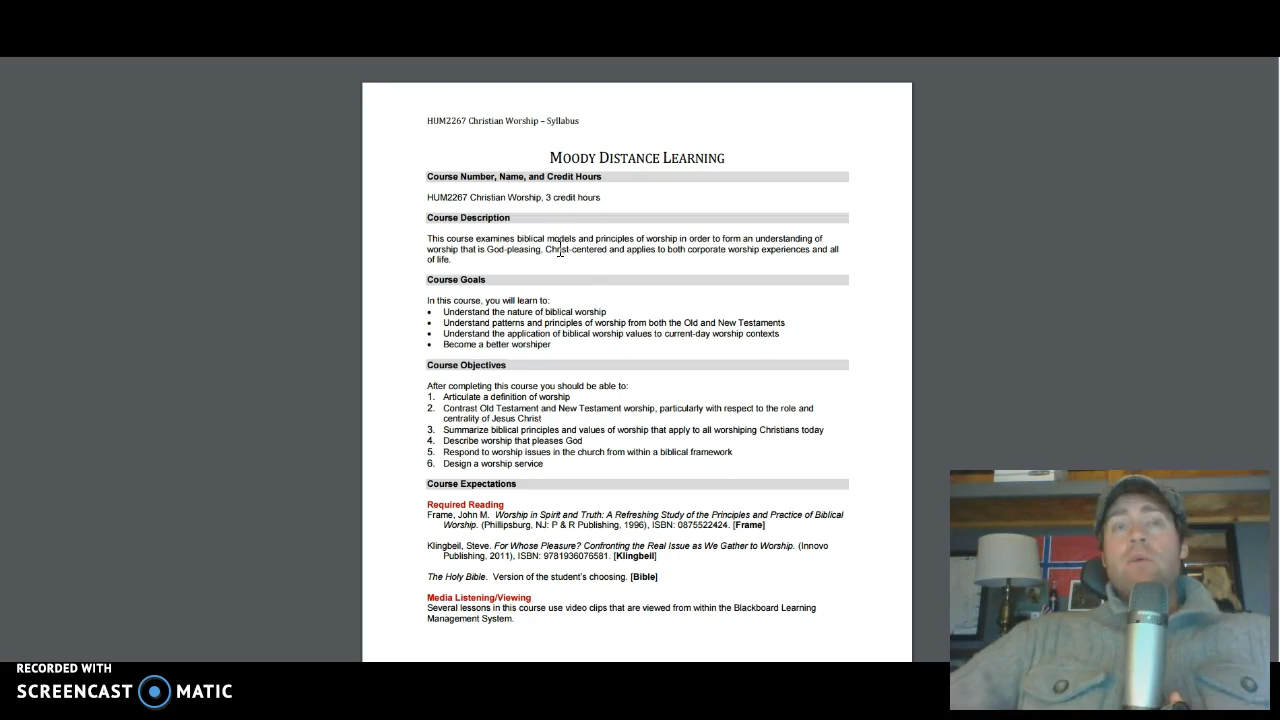 HUM2267 Christian Worship – Syllabus
MOODY DISTANCE LEARNING
Course Number, Name, and Credit Hours
HUM2267 Christian Worship, 3 credit hours
Course Description
This course examines biblical models and principles of worship in order to form an understanding of
worship that is God-pleasing, Christ-centered and applies to both corporate worship experiences and all
of life.
Course Goals
In this course, you will learn to:
• Understand the nature of biblical worship
• Understand patterns and principles of worship from both the Old and New Testaments
• Understand the application of biblical worship values to current-day worship contexts
• Become a better worshiper
Course Objectives
After completing this course you should be able to:
1. Articulate a definition of worship
2. Contrast Old Testament and New Testament worship, particularly with respect to the role and
centrality of Jesus Christ
3. Summarize biblical principles and values of worship that apply to all worshiping Christians today
4. Describe worship that pleases God
5. Respond to worship issues in the church from within a biblical framework
6. Design a worship service
Course Expectations
Required Reading
Frame, John M. Worship in Spirit and Truth: A Refreshing Study of the Principles and Practice of Biblical
Worship. (Phillipsburg, NJ: P & R Publishing, 1996), ISBN: 0875522424. [Frame]
Klingbeil, Steve. For Whose Pleasure? Confronting the Real Issue as We Gather to Worship. (Innovo
Publishing, 2011), ISBN: 9781936076581. [Klingbeil]
The Holy Bible. Version of the student's choosing. [Bible]
Media Listening/Viewing
Several lessons in this course use video clips that are viewed from within the Blackboard Learning
Management System.
RECORDED WITH
SCREENCAST MATIC